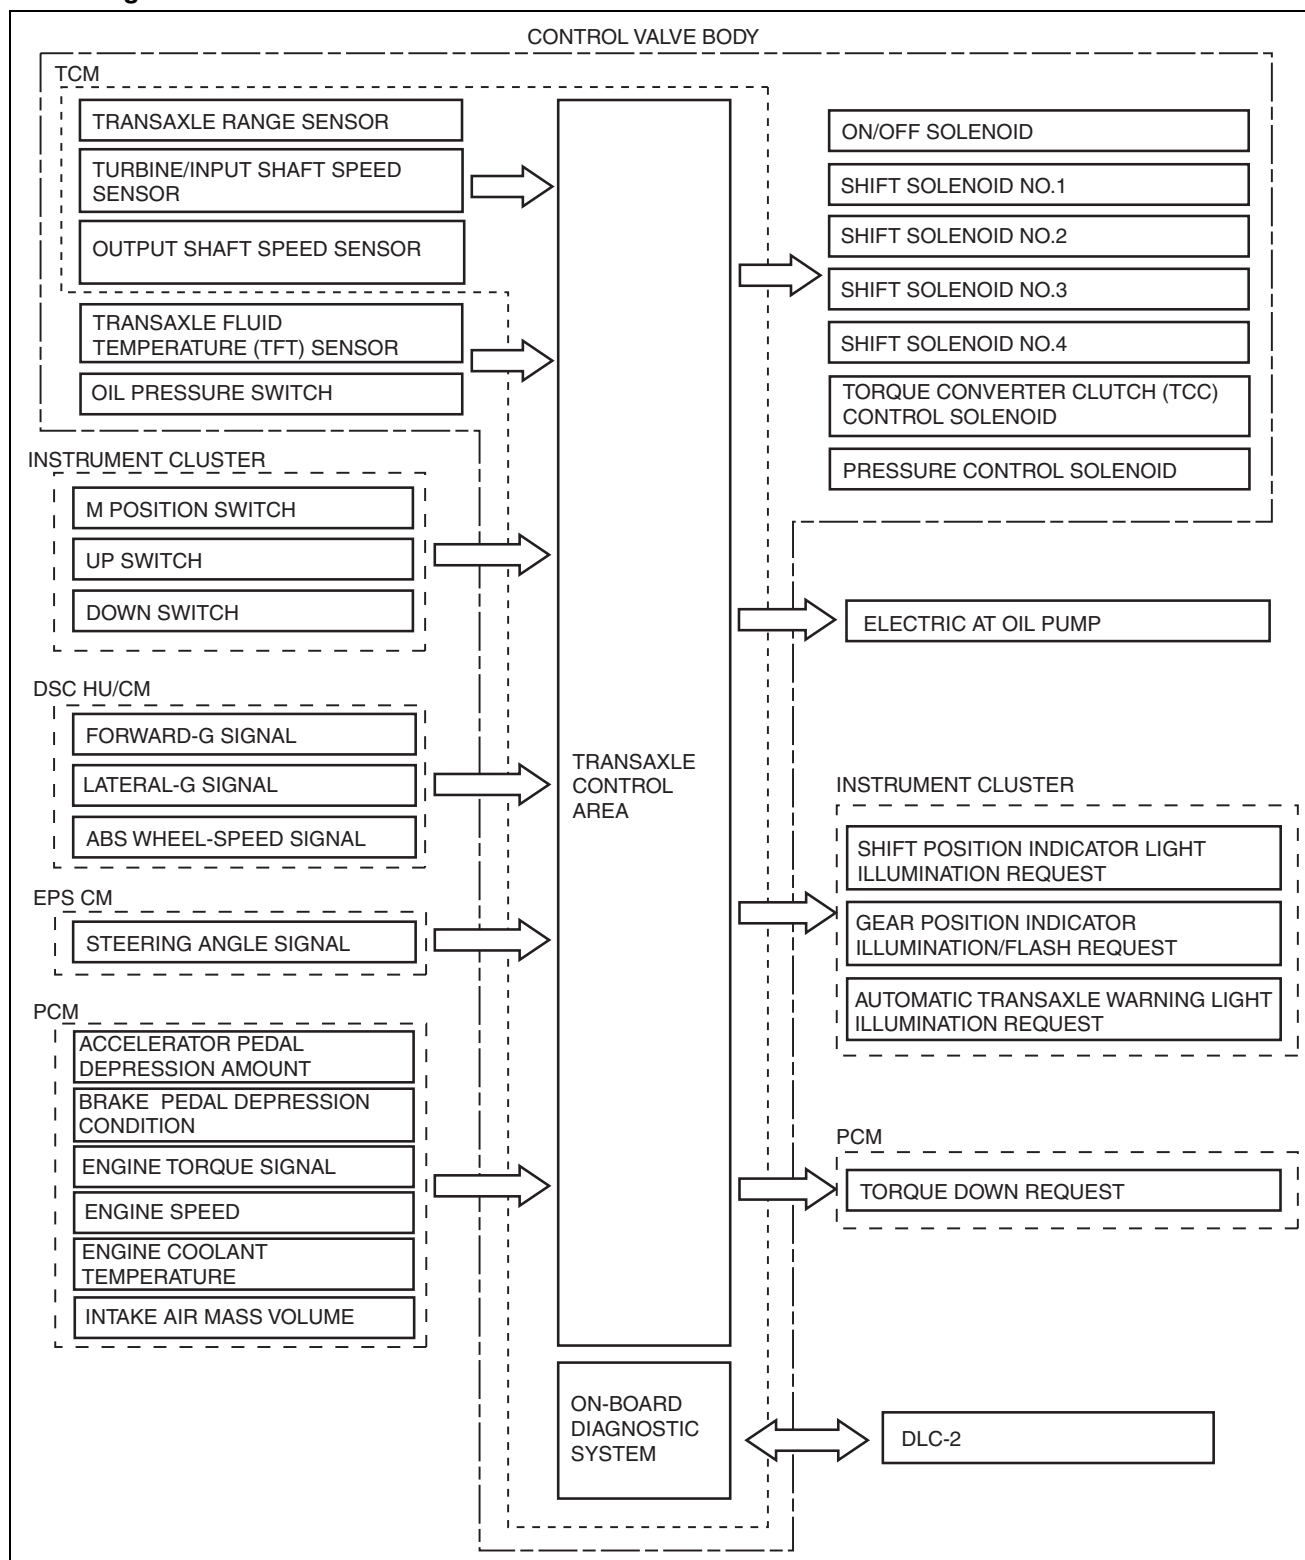 CONTROL VALVE BODY
TCM
TRANSAXLE RANGE SENSOR
TURBINE/INPUT SHAFT SPEED
SENSOR
OUTPUT SHAFT SPEED SENSOR
TRANSAXLE FLUID
TEMPERATURE (TFT) SENSOR
OIL PRESSURE SWITCH
INSTRUMENT CLUSTER
M POSITION SWITCH
UP SWITCH
DOWN SWITCH
DSC HU/CM
FORWARD-G SIGNAL
LATERAL-G SIGNAL
ABS WHEEL-SPEED SIGNAL
EPS CM
STEERING ANGLE SIGNAL
PCM
ACCELERATOR PEDAL
DEPRESSION AMOUNT
BRAKE PEDAL DEPRESSION
CONDITION
ENGINE TORQUE SIGNAL
ENGINE SPEED
ENGINE COOLANT
TEMPERATURE
INTAKE AIR MASS VOLUME
TRANSAXLE
CONTROL
AREA
ON-BOARD
DIAGNOSTIC
SYSTEM
ON/OFF SOLENOID
SHIFT SOLENOID NO.1
SHIFT SOLENOID NO.2
SHIFT SOLENOID NO.3
SHIFT SOLENOID NO.4
TORQUE CONVERTER CLUTCH (TCC)
CONTROL SOLENOID
PRESSURE CONTROL SOLENOID
ELECTRIC AT OIL PUMP
INSTRUMENT CLUSTER
SHIFT POSITION INDICATOR LIGHT
ILLUMINATION REQUEST
GEAR POSITION INDICATOR
ILLUMINATION/FLASH REQUEST
AUTOMATIC TRANSAXLE WARNING LIGHT
ILLUMINATION REQUEST
PCM
TORQUE DOWN REQUEST
DLC-2